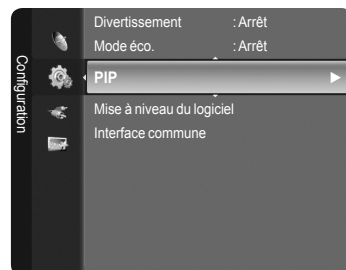 Configuration
Divertissement : Arrêt
Mode éco. : Arrêt
PIP
Mise à niveau du logiciel
Interface commune